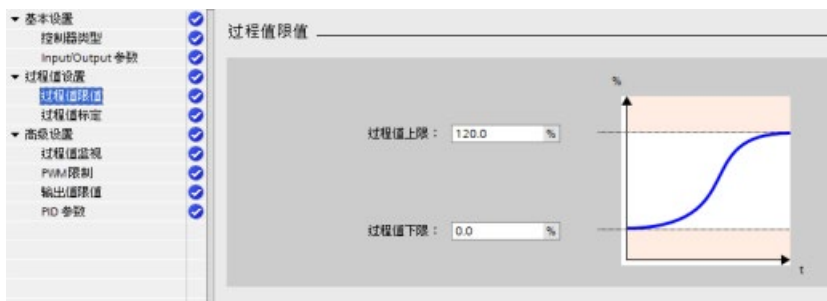 基本设置
控制器类型
Input/Output 参数
过程值设置
过程值限值
过程值标定
高级设置
过程值监视
PWM 限制
输出值限值
PID 参数
过程值限值
%
过程值上限： 120.0 %
过程值下限： 0.0 %
t